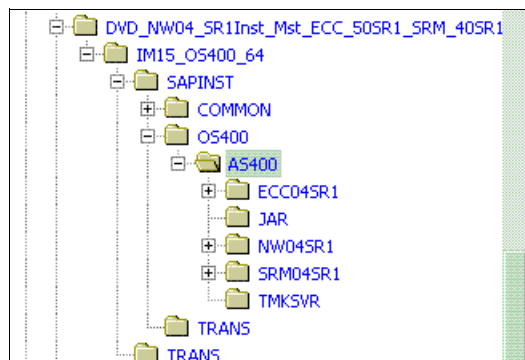 DVD_NW04_SR1Inst_Mst_ECC_50SR1_SRM_40SR1
IM15_OS400_64
SAPINST
COMMON
OS400
AS400
ECC04SR1
JAR
NW04SR1
SRM04SR1
TMKSVR
TRANS
TRANS